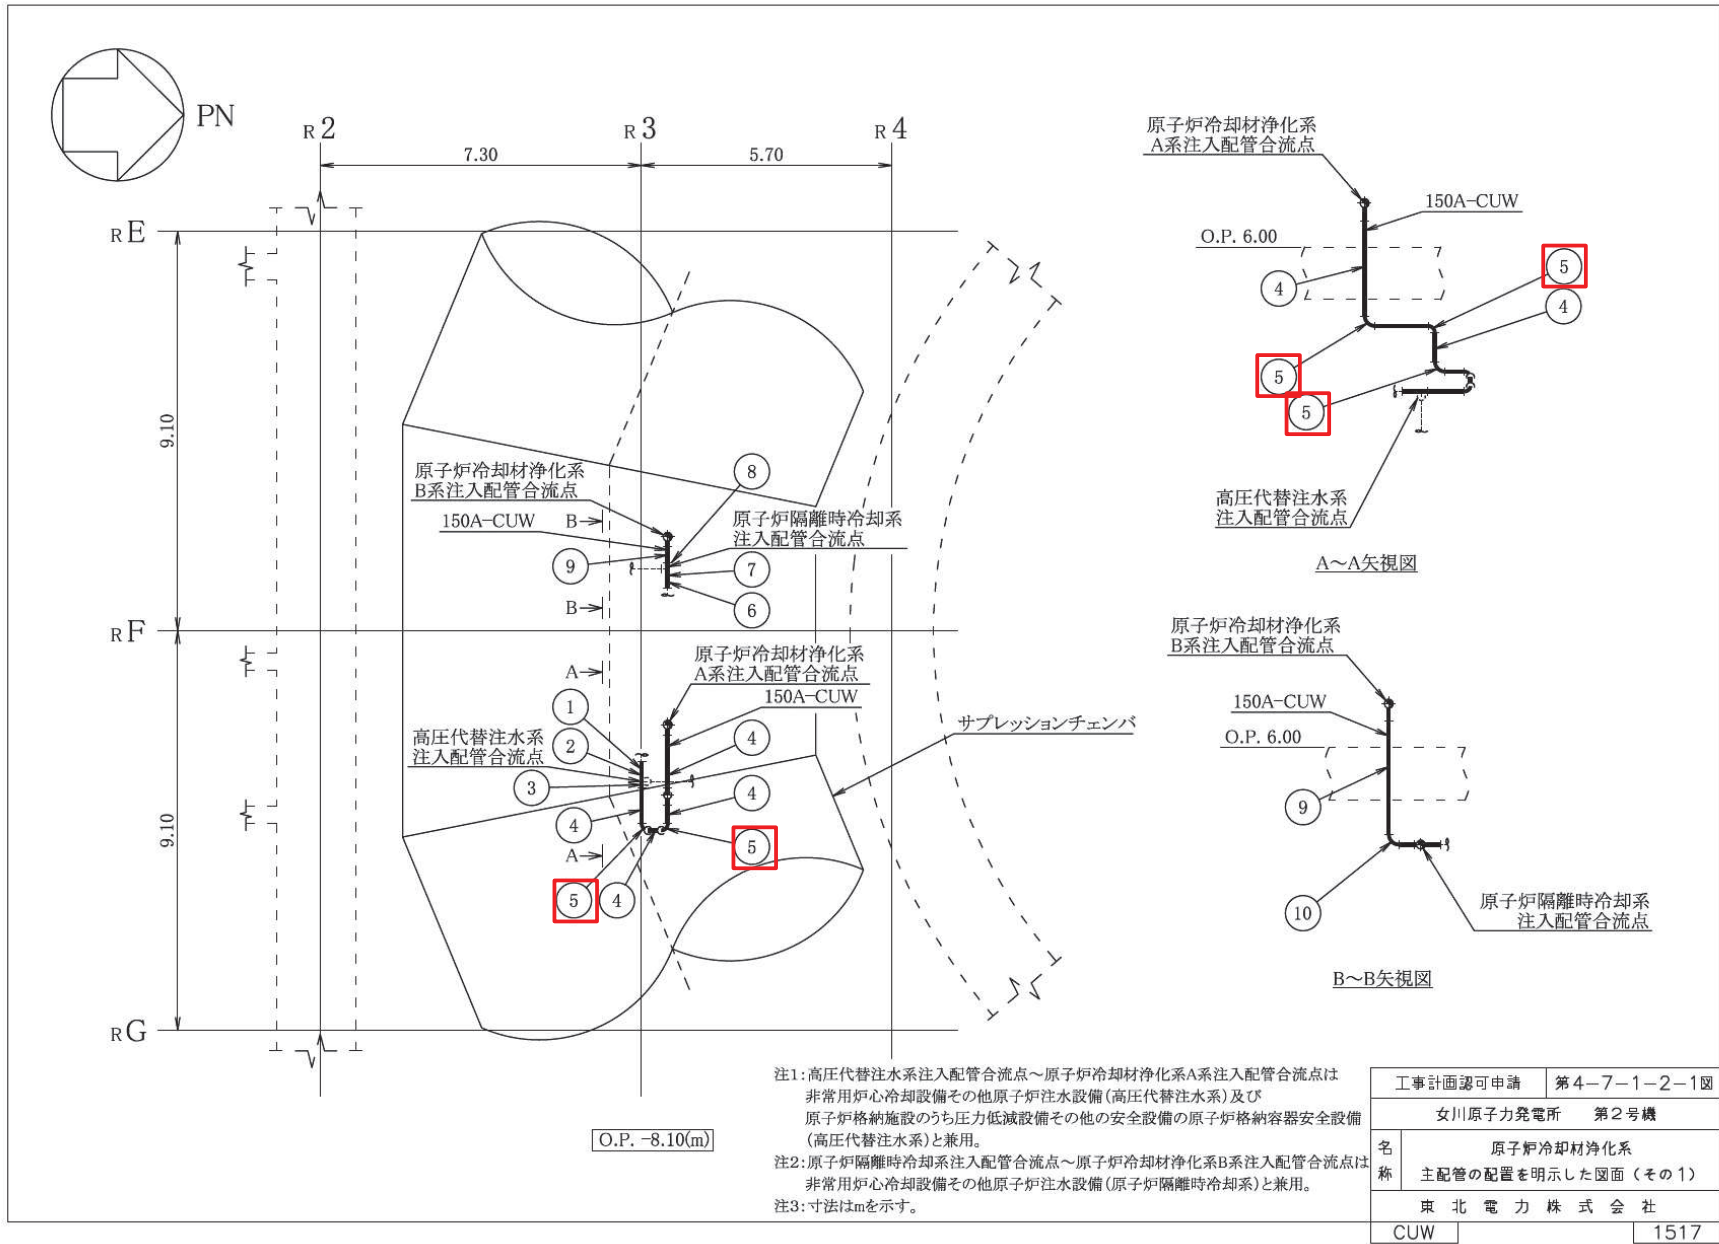 PN
R2
R3
R4
7.30
5.70
RE
RF
RG
9.10
9.10
原子炉冷却材浄化系
B系注入配管合流点
150A-CUW
B
B
8
原子炉隔離時冷却系
注入配管合流点
9
7
6
原子炉冷却材浄化系
A系注入配管合流点
150A-CUW
A
1
2
高圧代替注水系
注入配管合流点
3
4
4
4
5
A
5
4
サプレッションチェンバ
O.P. -8.10(m)
原子炉冷却材浄化系
A系注入配管合流点
150A-CUW
O.P. 6.00
4
5
4
5
5
高圧代替注水系
注入配管合流点
A～A矢視図
原子炉冷却材浄化系
B系注入配管合流点
150A-CUW
O.P. 6.00
9
10
原子炉隔離時冷却系
注入配管合流点
B～B矢視図
注1:高圧代替注水系注入配管合流点～原子炉冷却材浄化系A系注入配管合流点は
非常用炉心冷却設備その他原子炉注水設備(高圧代替注水系)及び
原子炉格納施設のうち圧力低減設備その他の安全設備の原子炉格納容器安全設備
(高圧代替注水系)と兼用。
注2:原子炉隔離時冷却系注入配管合流点～原子炉冷却材浄化系B系注入配管合流点は
非常用炉心冷却設備その他原子炉注水設備(原子炉隔離時冷却系)と兼用。
注3:寸法はmを示す。
工事計画認可申請 第4-7-1-2-1図
女川原子力発電所 第2号機
名称 原子炉冷却材浄化系
主配管の配置を明示した図面(その1)
東北電力株式会社
CUW 1517